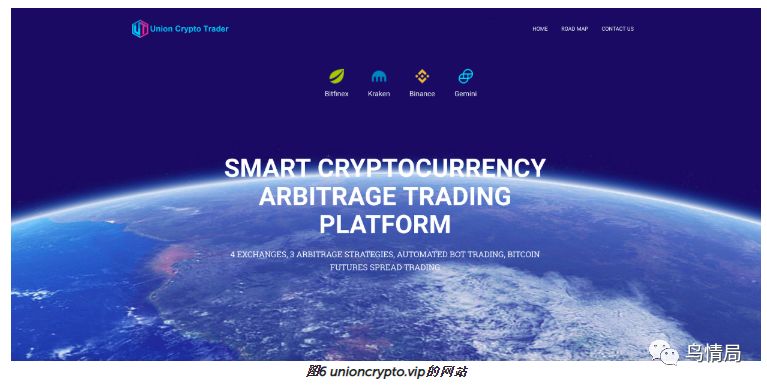 Union Crypto Trader
HOME ROAD MAP CONTACT US
Bitfinex Kraken Binance Gemini
SMART CRYPTOCURRENCY
ARBITRAGE TRADING
PLATFORM
4 EXCHANGES, 3 ARBITRAGE STRATEGIES, AUTOMATED BOT TRADING, BITCOIN
FUTURES SPREAD TRADING
鸟情局
图6 unioncrypto.vip的网站